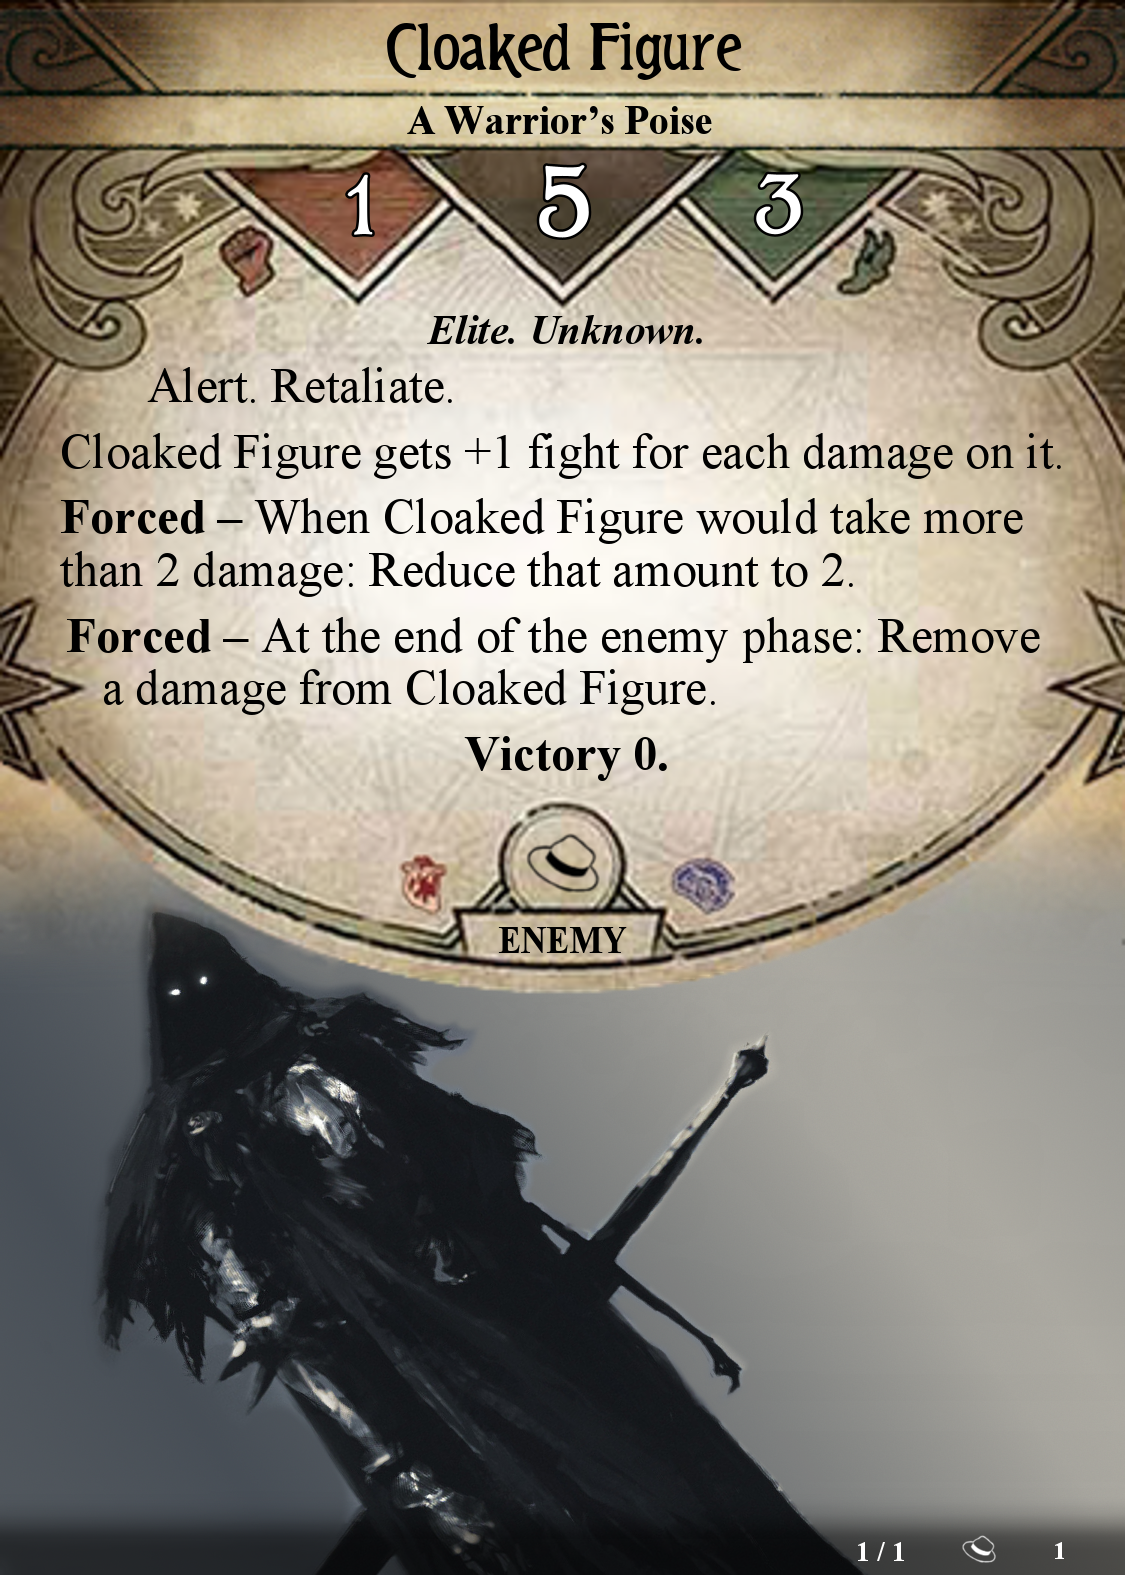 Cloaked Figure
A Warrior's Poise
1 5 3
Elite. Unknown.
Alert. Retaliate.
Cloaked Figure gets +1 fight for each damage on it.
Forced – When Cloaked Figure would take more
than 2 damage: Reduce that amount to 2.
Forced – At the end of the enemy phase: Remove
a damage from Cloaked Figure.
Victory 0.
ENEMY
1 / 1 1